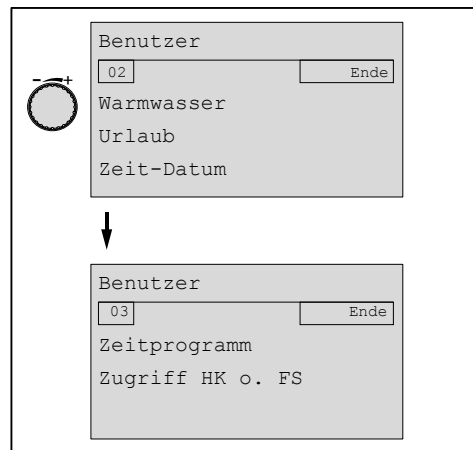 Benutzer
02 Ende
- +
Warmwasser
Urlaub
Zeit-Datum
Benutzer
03 Ende
Zeitprogramm
Zugriff HK o. FS